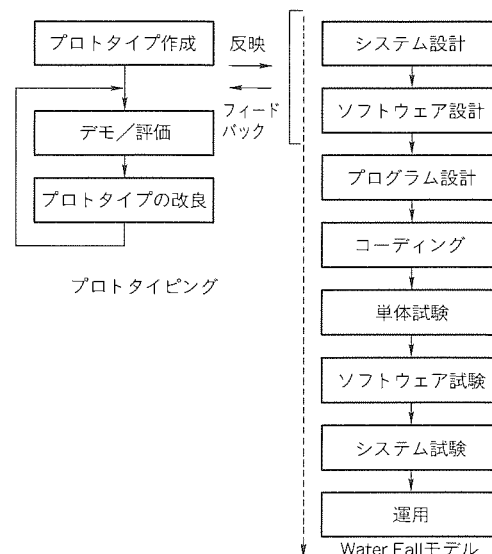 プロトタイプ作成
デモ／評価
プロトタイプの改良
プロトタイピング
反映
フィード
バック
システム設計
ソフトウェア設計
プログラム設計
コーディング
単体試験
ソフトウェア試験
システム試験
運用
Water Fallモデル